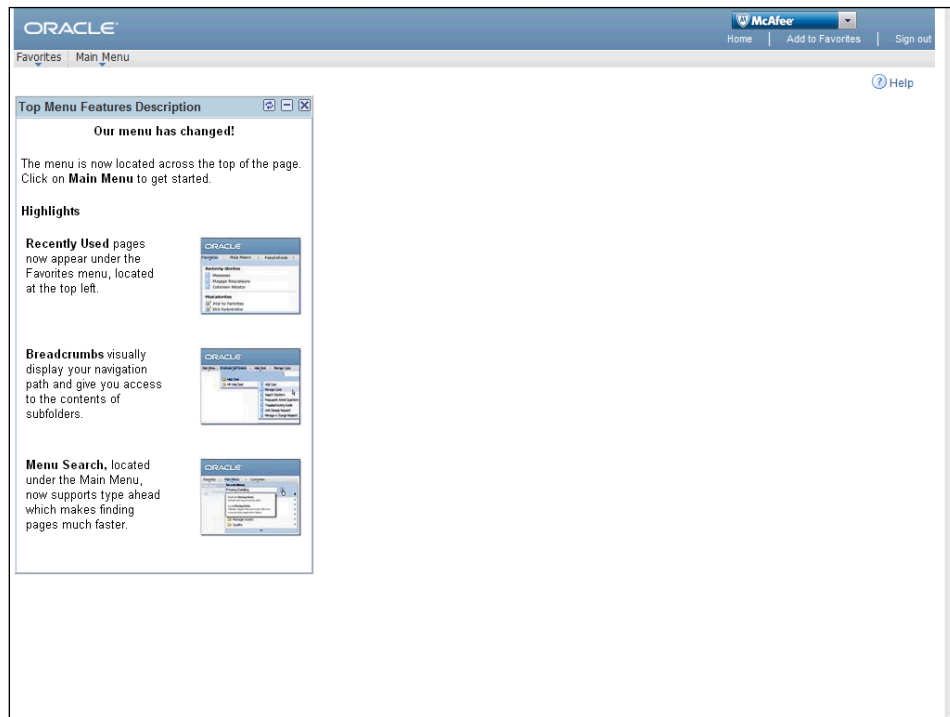 ORACLE
McAfee
Home Add to Favorites Sign out
Favorites Main Menu
Help
Top Menu Features Description
Our menu has changed!
The menu is now located across the top of the page.
Click on Main Menu to get started.
Highlights
Recently Used pages
now appear under the
Favorites menu, located
at the top left.
ORACLE
Favorites Main Menu
Breadcrumbs visually
display your navigation
path and give you access
to the contents of
subfolders.
ORACLE
Menu Search, located
under the Main Menu,
now supports type ahead
which makes finding
pages much faster.
ORACLE